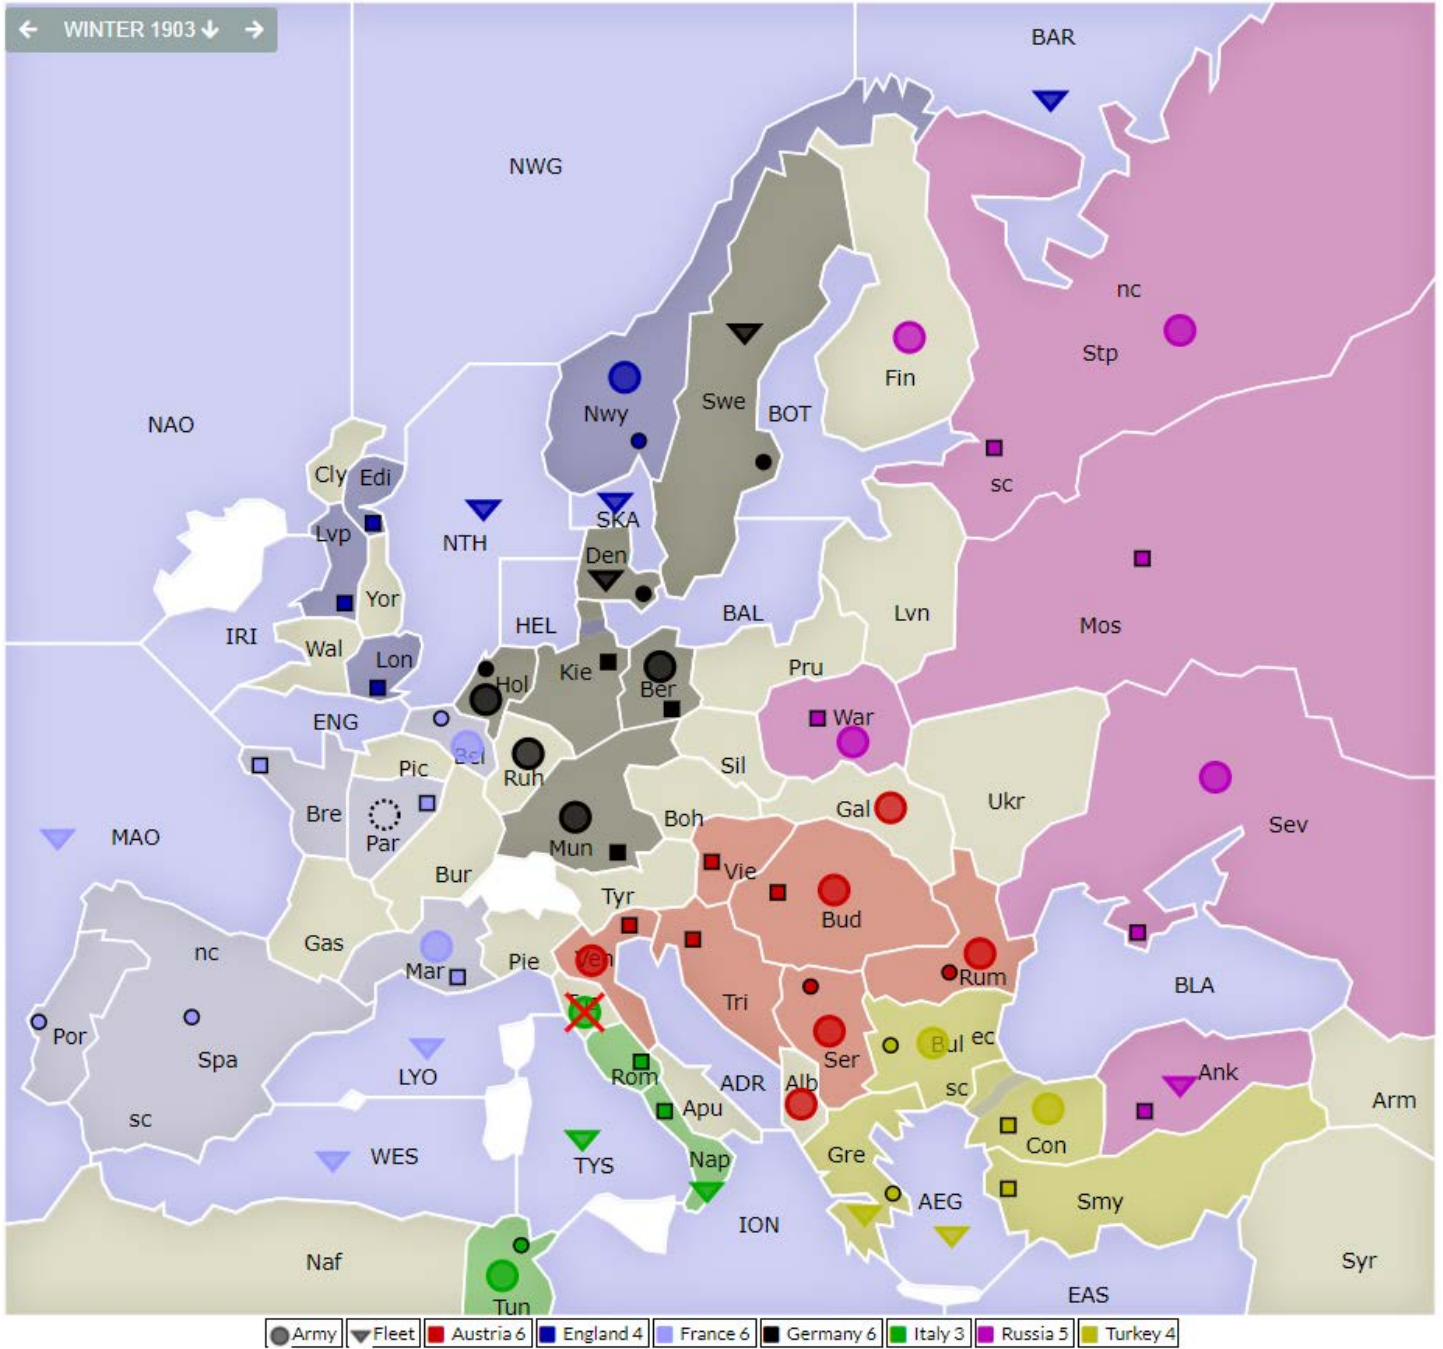 WINTER 1903
BAR
NWG
nc
Stp
Fin
Swe
BOT
Nwy
NAO
Cly
Edi
sc
SKA
Lvp
NTH
Den
Yor
Lvn
BAL
Mos
IRI
HEL
Wal
Lon
Pru
Kie
Hol
Ber
ENG
War
Bel
Pic
Sil
Ruh
Ukr
Gal
Bre
Boh
Sev
MAO
Par
Mun
Vie
Bur
Tyr
Bud
Gas
nc
Ven
Pie
Mar
Rum
BLA
Tri
Por
Bul
ec
Spa
Ser
Rom
LYO
ADR
Alb
sc
Ank
Apu
Arm
sc
Con
WES
TYS
Nap
Gre
AEG
Smy
ION
Naf
Syr
EAS
Tun
Army Fleet Austria 6 England 4 France 6 Germany 6 Italy 3 Russia 5 Turkey 4